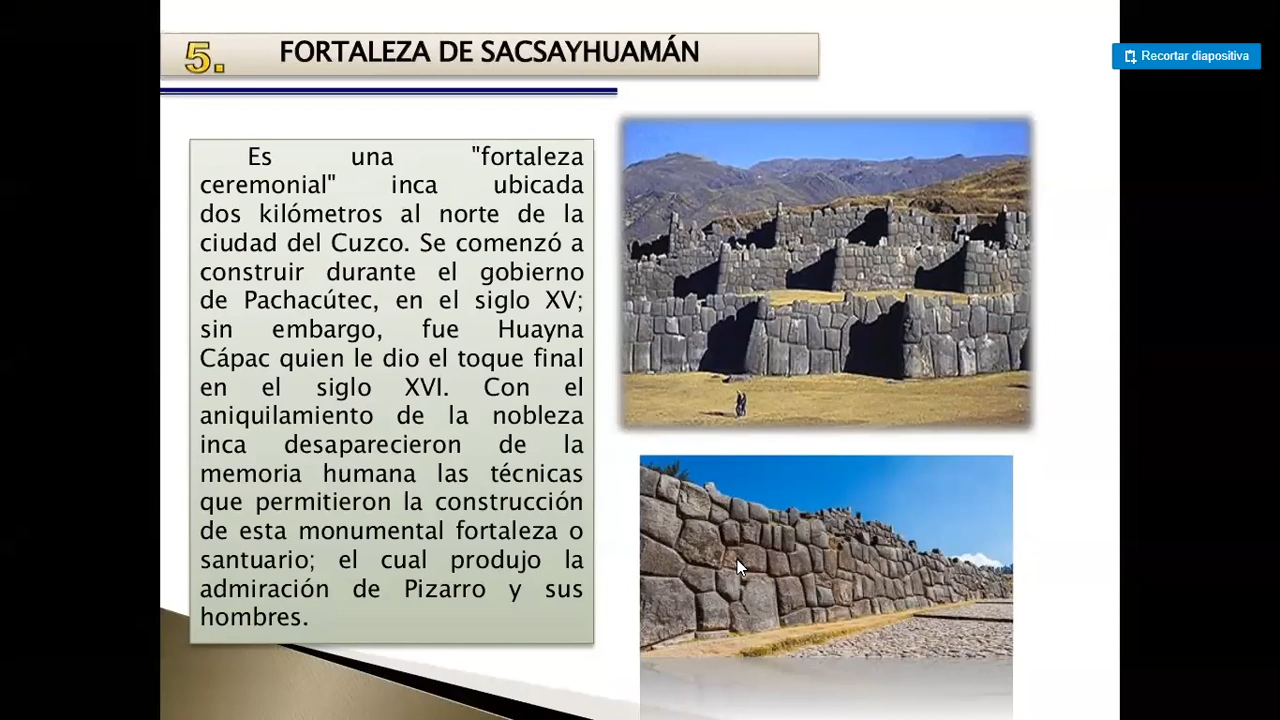 5. FORTALEZA DE SACSAYHUAMÁN
Recortar diapositiva
Es una "fortaleza
ceremonial" inca ubicada
dos kilómetros al norte de la
ciudad del Cuzco. Se comenzó a
construir durante el gobierno
de Pachacútec, en el siglo XV;
sin embargo, fue Huayna
Cápac quien le dio el toque final
en el siglo XVI. Con el
aniquilamiento de la nobleza
inca desaparecieron de la
memoria humana las técnicas
que permitieron la construcción
de esta monumental fortaleza o
santuario; el cual produjo la
admiración de Pizarro y sus
hombres.